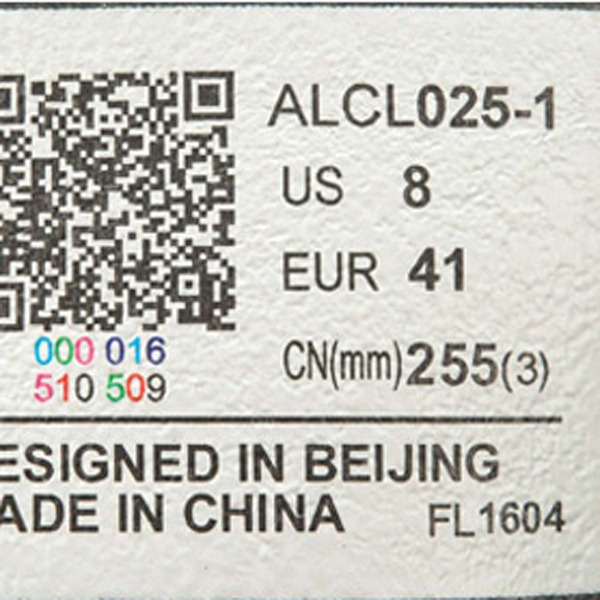 ALCL025-1
US 8
EUR 41
CN(mm)255(3)
000 016
510 509
ESIGNED IN BEIJING
ADE IN CHINA FL1604